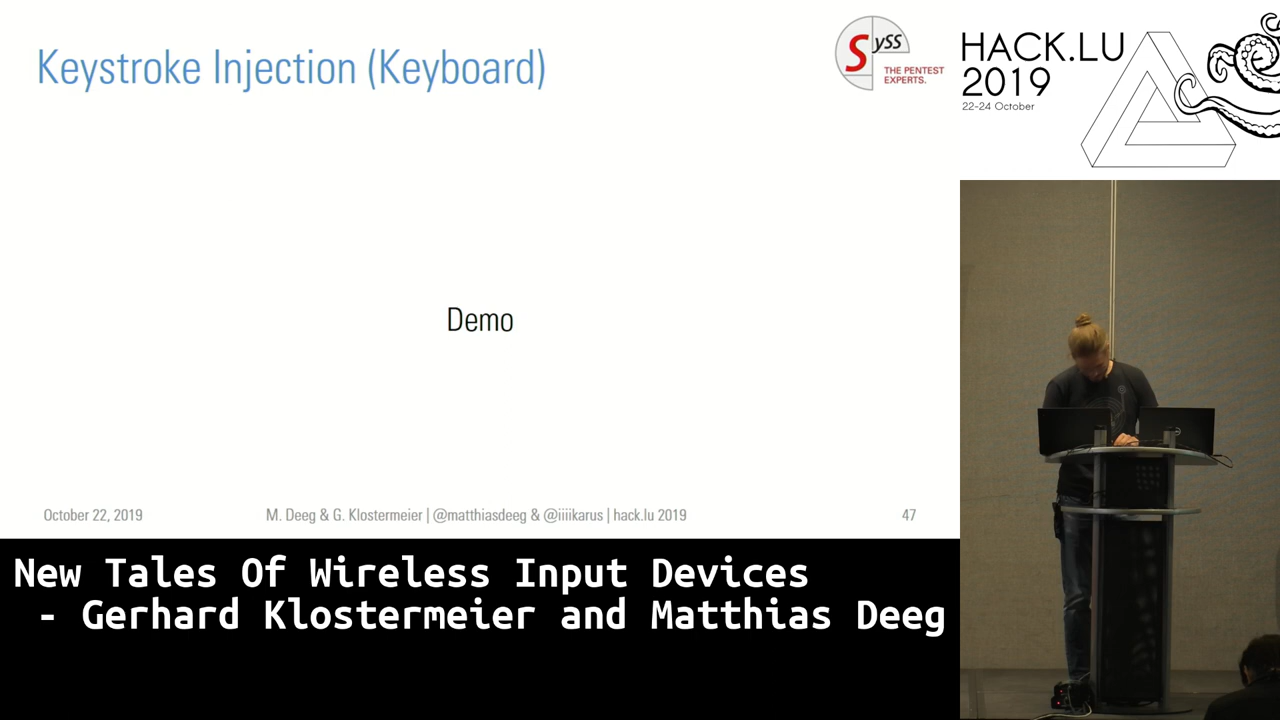 Keystroke Injection (Keyboard)
SySS
THE PENTEST
EXPERTS.
HACK.LU
2019
22-24 October
Demo
October 22, 2019
M. Deeg & G. Klostermeier | @matthiasdeeg & @iiiikarus | hack.lu 2019
47
New Tales Of Wireless Input Devices
- Gerhard Klostermeier and Matthias Deeg